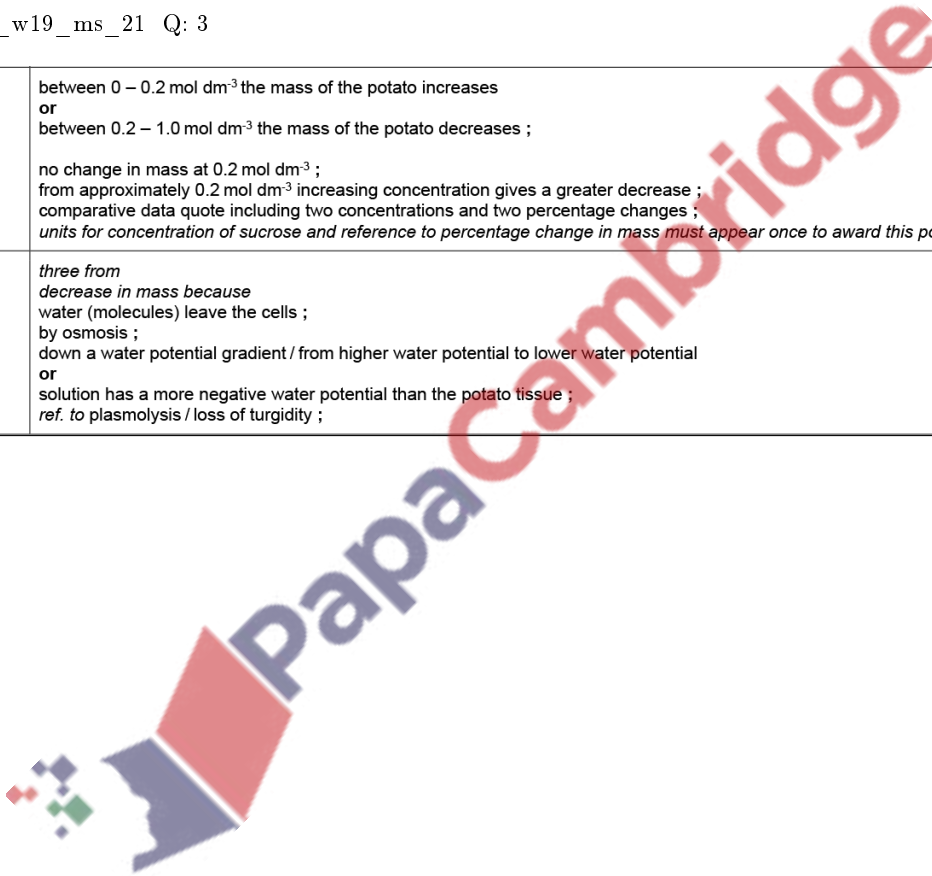 _w19_ms_21 Q: 3
between 0 – 0.2 mol dm⁻³ the mass of the potato increases
or
between 0.2 – 1.0 mol dm⁻³ the mass of the potato decreases ;
no change in mass at 0.2 mol dm⁻³ ;
from approximately 0.2 mol dm⁻³ increasing concentration gives a greater decrease ;
comparative data quote including two concentrations and two percentage changes ;
units for concentration of sucrose and reference to percentage change in mass must appear once to award this
three from
decrease in mass because
water (molecules) leave the cells ;
by osmosis ;
down a water potential gradient / from higher water potential to lower water potential
or
solution has a more negative water potential than the potato tissue ;
ref. to plasmolysis / loss of turgidity ;
PapaCambridge